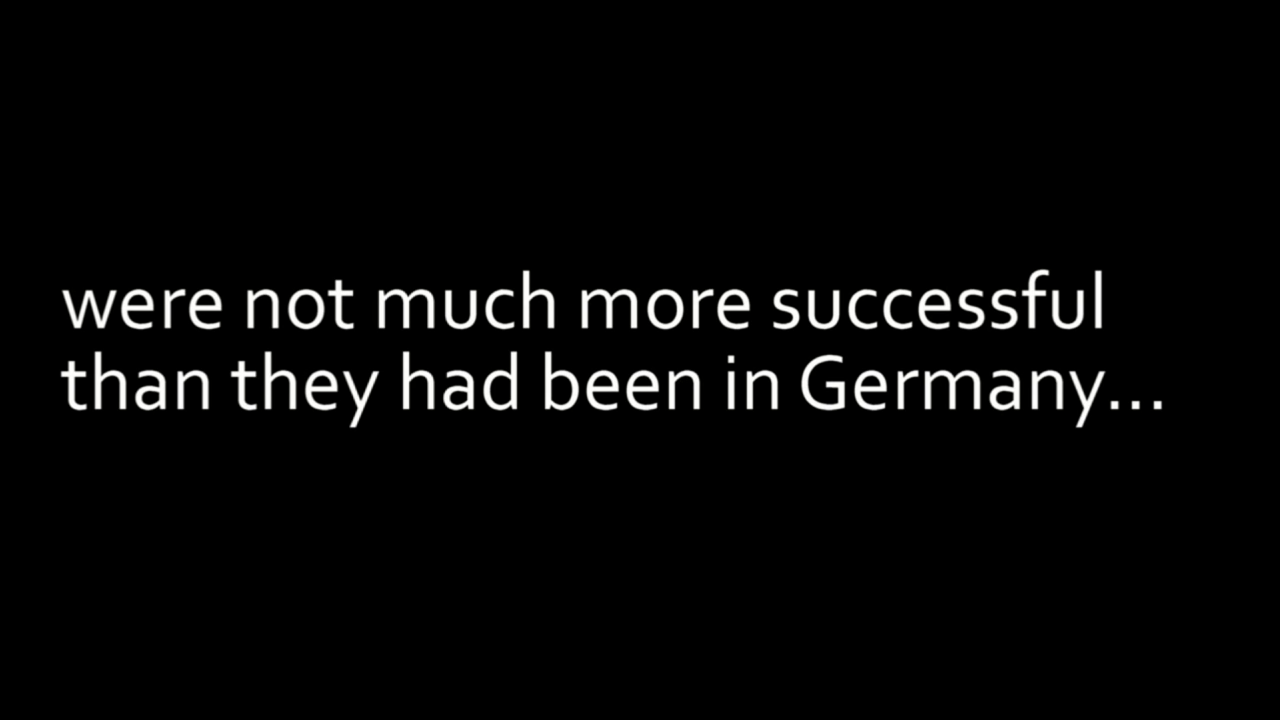 were not much more successful
than they had been in Germany...